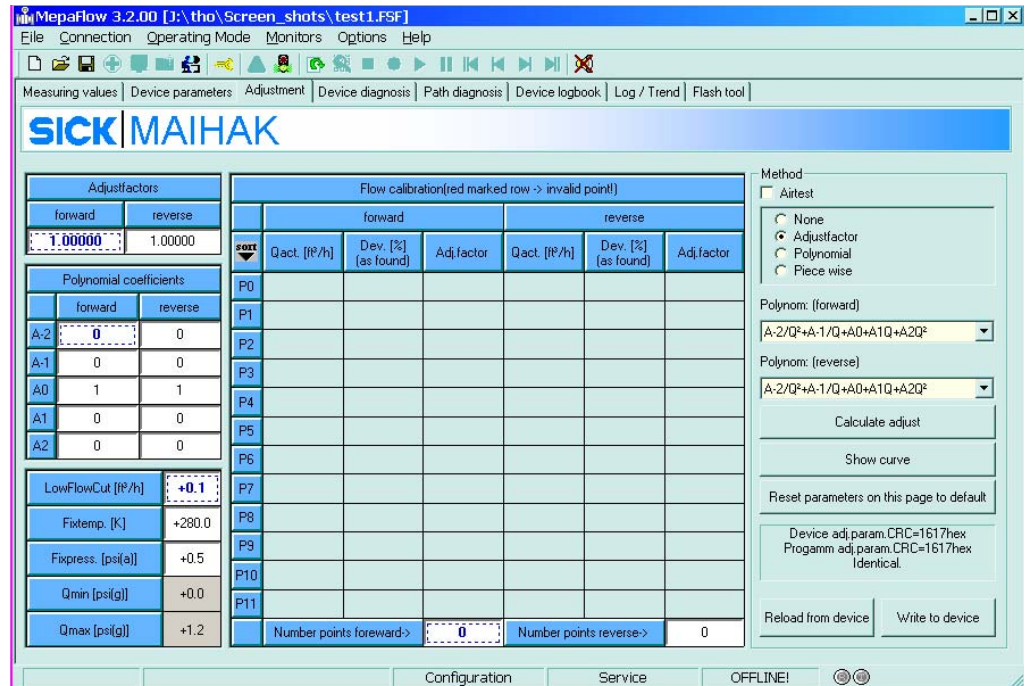 MepaFlow 3.2.00 [J:\tho\Screen_shots\test1.FSF]
File Connection Operating Mode Monitors Options Help
Measuring values Device parameters Adjustment Device diagnosis Path diagnosis Device logbook Log / Trend Flash tool
SICK MAIHAK
Adjustfactors
forward reverse
1.00000 1.00000
Polynomial coefficients
forward reverse
A-2 0 0
A-1 0 0
A0 1 1
A1 0 0
A2 0 0
LowFlowCut [ft³/h] +0.1
Fixtemp. [K] +280.0
Fixpress. [psi(a)] +0.5
Qmin [psi(g)] +0.0
Qmax [psi(g)] +1.2
Flow calibration(red marked row -> invalid point!)
forward reverse
sort Qact. [ft³/h] Dev. [%] (as found) Adj.factor Qact. [ft³/h] Dev. [%] (as found) Adj.factor
P0
P1
P2
P3
P4
P5
P6
P7
P8
P9
P10
P11
Number points foreward-> 0 Number points reverse-> 0
Method
Airtest
None
Adjustfactor
Polynomial
Piece wise
Polynom: (forward)
A-2/Q²+A-1/Q+A0+A1Q+A2Q²
Polynom: (reverse)
A-2/Q²+A-1/Q+A0+A1Q+A2Q²
Calculate adjust
Show curve
Reset parameters on this page to default
Device adj.param.CRC=1617hex
Progamm adj.param.CRC=1617hex
Identical.
Reload from device Write to device
Configuration Service OFFLINE!